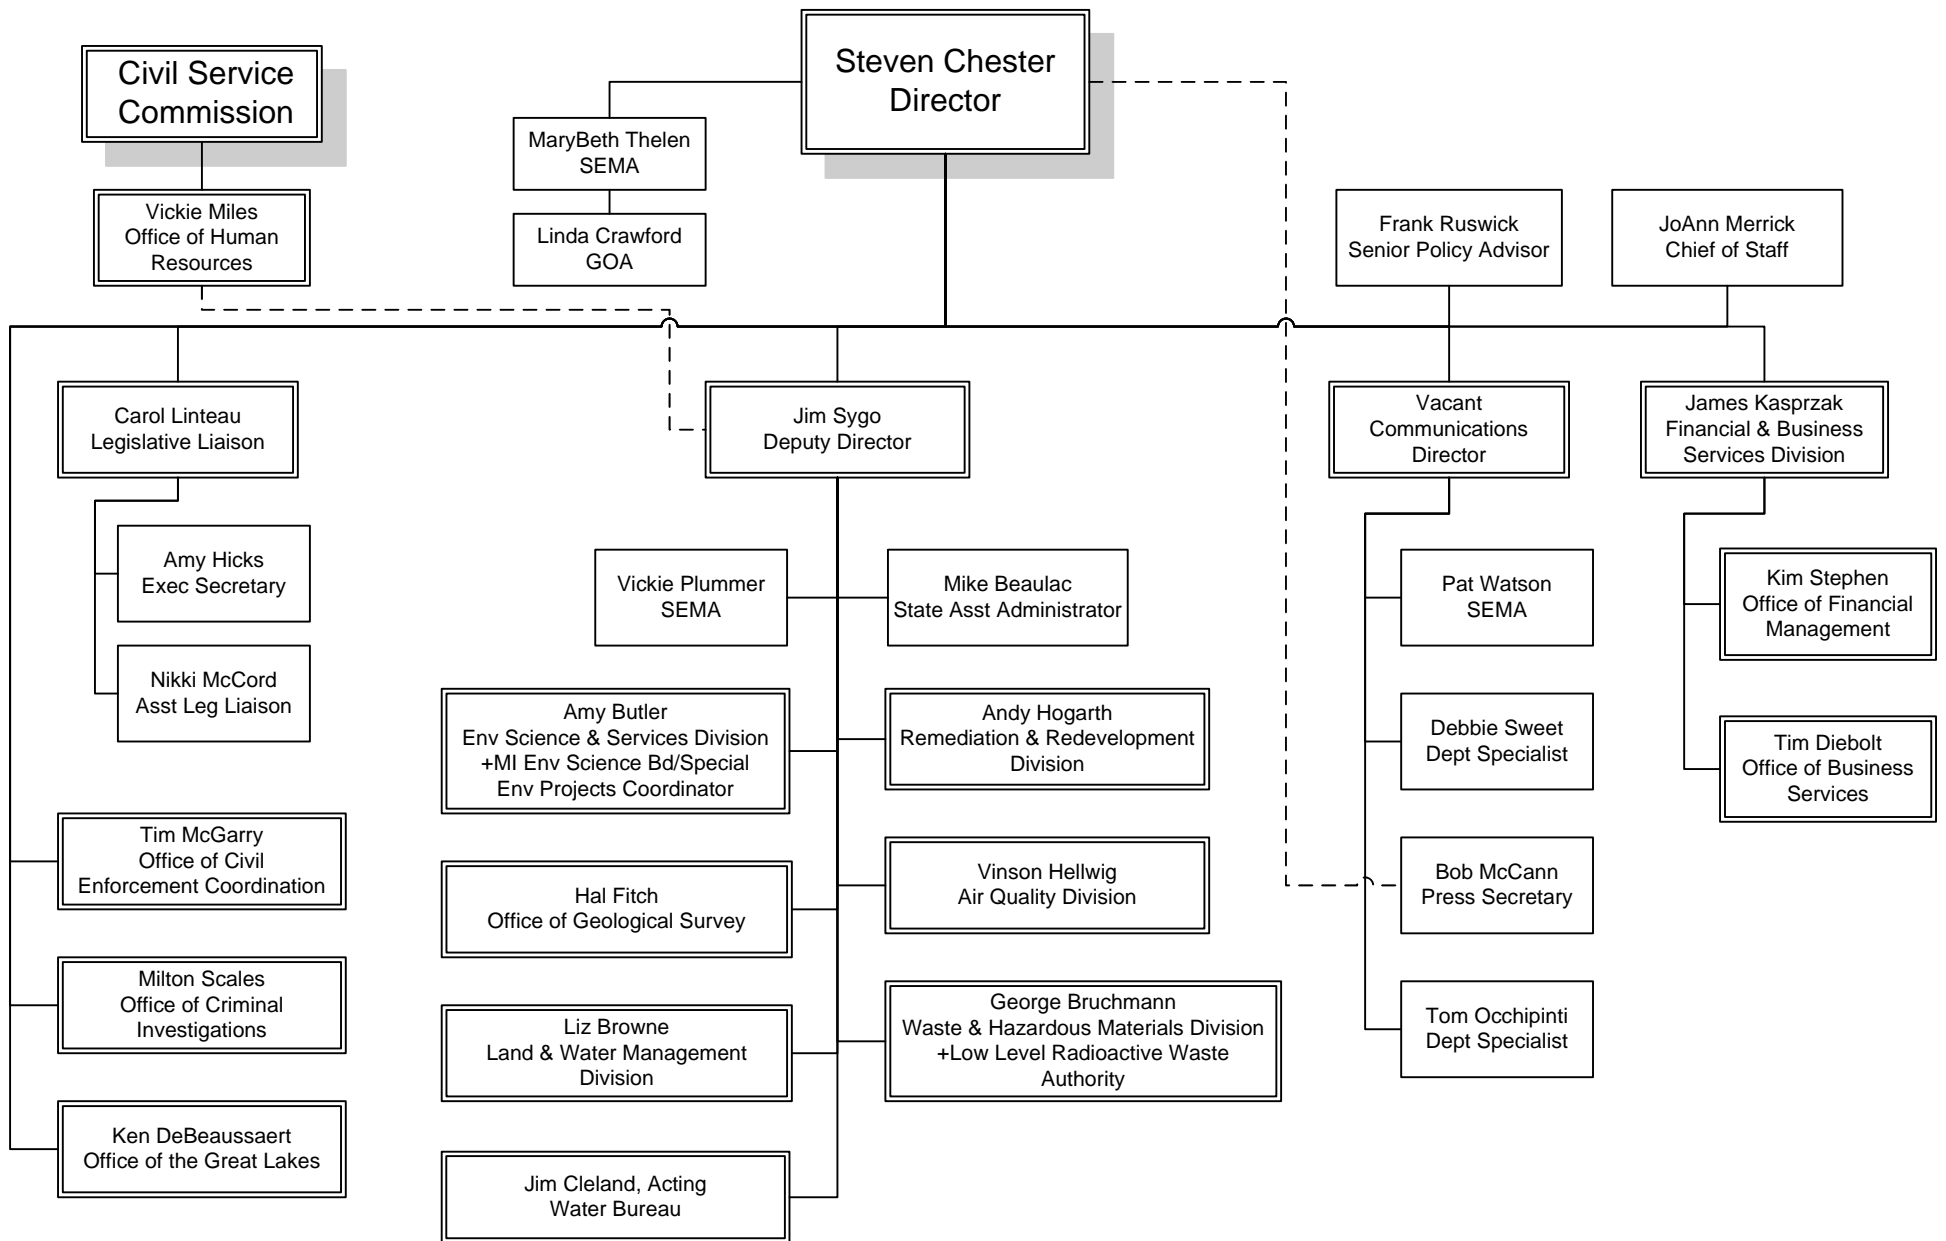 Civil Service
Commission
Steven Chester
Director
MaryBeth Thelen
SEMA
Vickie Miles
Office of Human
Resources
Linda Crawford
GOA
Frank Ruswick
Senior Policy Advisor
JoAnn Merrick
Chief of Staff
Carol Linteau
Legislative Liaison
Jim Sygo
Deputy Director
Vacant
Communications
Director
James Kasprzak
Financial & Business
Services Division
Amy Hicks
Exec Secretary
Nikki McCord
Asst Leg Liaison
Vickie Plummer
SEMA
Mike Beaulac
State Asst Administrator
Pat Watson
SEMA
Kim Stephen
Office of Financial
Management
Amy Butler
Env Science & Services Division
+MI Env Science Bd/Special
Env Projects Coordinator
Andy Hogarth
Remediation & Redevelopment
Division
Debbie Sweet
Dept Specialist
Tim Diebolt
Office of Business
Services
Tim McGarry
Office of Civil
Enforcement Coordination
Hal Fitch
Office of Geological Survey
Vinson Hellwig
Air Quality Division
Bob McCann
Press Secretary
Milton Scales
Office of Criminal
Investigations
Liz Browne
Land & Water Management
Division
George Bruchmann
Waste & Hazardous Materials Division
+Low Level Radioactive Waste
Authority
Tom Occhipinti
Dept Specialist
Ken DeBeaussaert
Office of the Great Lakes
Jim Cleland, Acting
Water Bureau